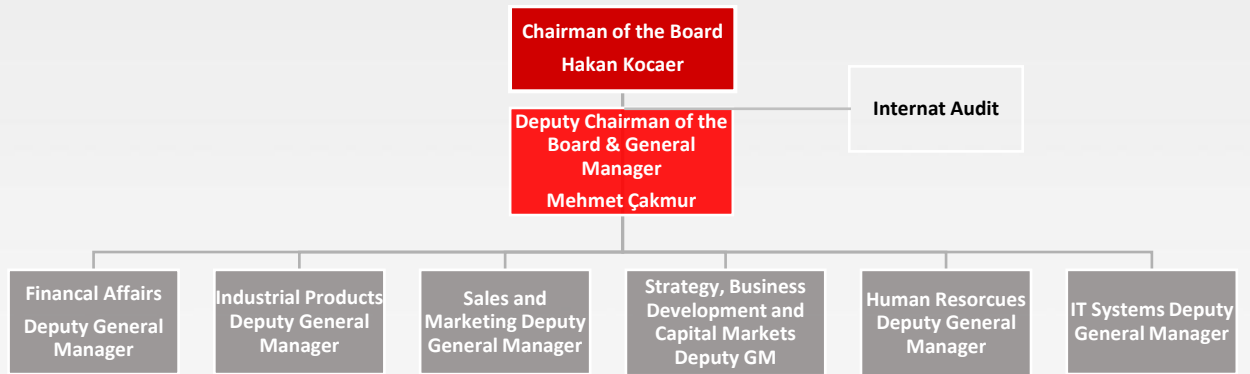 Chairman of the Board
Hakan Kocaer
Internat Audit
Deputy Chairman of the
Board & General
Manager
Mehmet Çakmur
Financal Affairs
Deputy General
Manager
Industrial Products
Deputy General
Manager
Sales and
Marketing Deputy
General Manager
Strategy, Business
Development and
Capital Markets
Deputy GM
Human Resorcues
Deputy General
Manager
IT Systems Deputy
General Manager